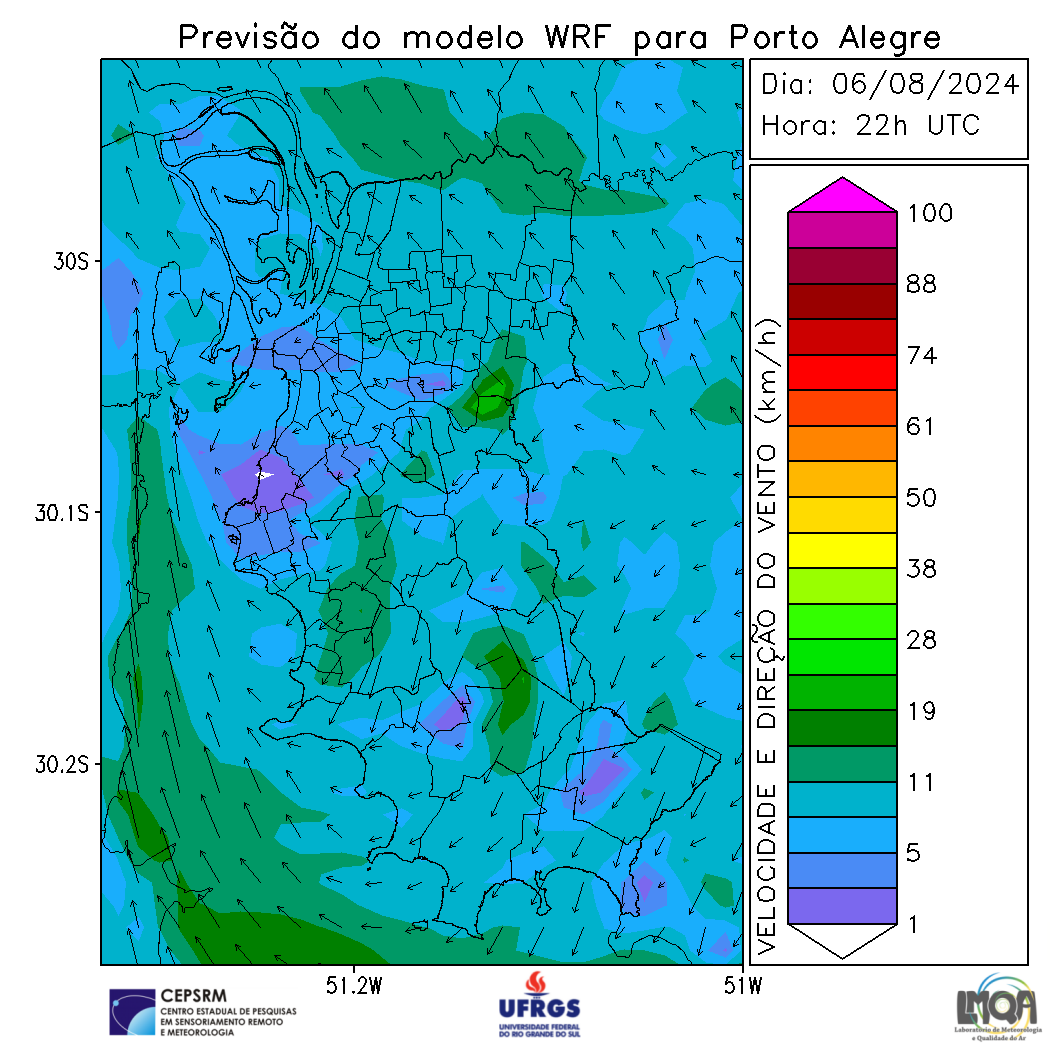 Previsão do modelo WRF para Porto Alegre
Dia: 06/08/2024
Hora: 22h UTC
30S
30.1S
30.2S
51.2W
51W
VELOCIDADE E DIREÇÃO DO VENTO (km/h)
100
88
74
61
50
38
28
19
11
5
1
CEPSRM
CENTRO ESTADUAL DE PESQUISAS
EM SENSORIAMENTO REMOTO
E METEOROLOGIA
UFRGS
UNIVERSIDADE FEDERAL
DO RIO GRANDE DO SUL
LMQA
Laboratório de Meteorologia
e Qualidade do Ar